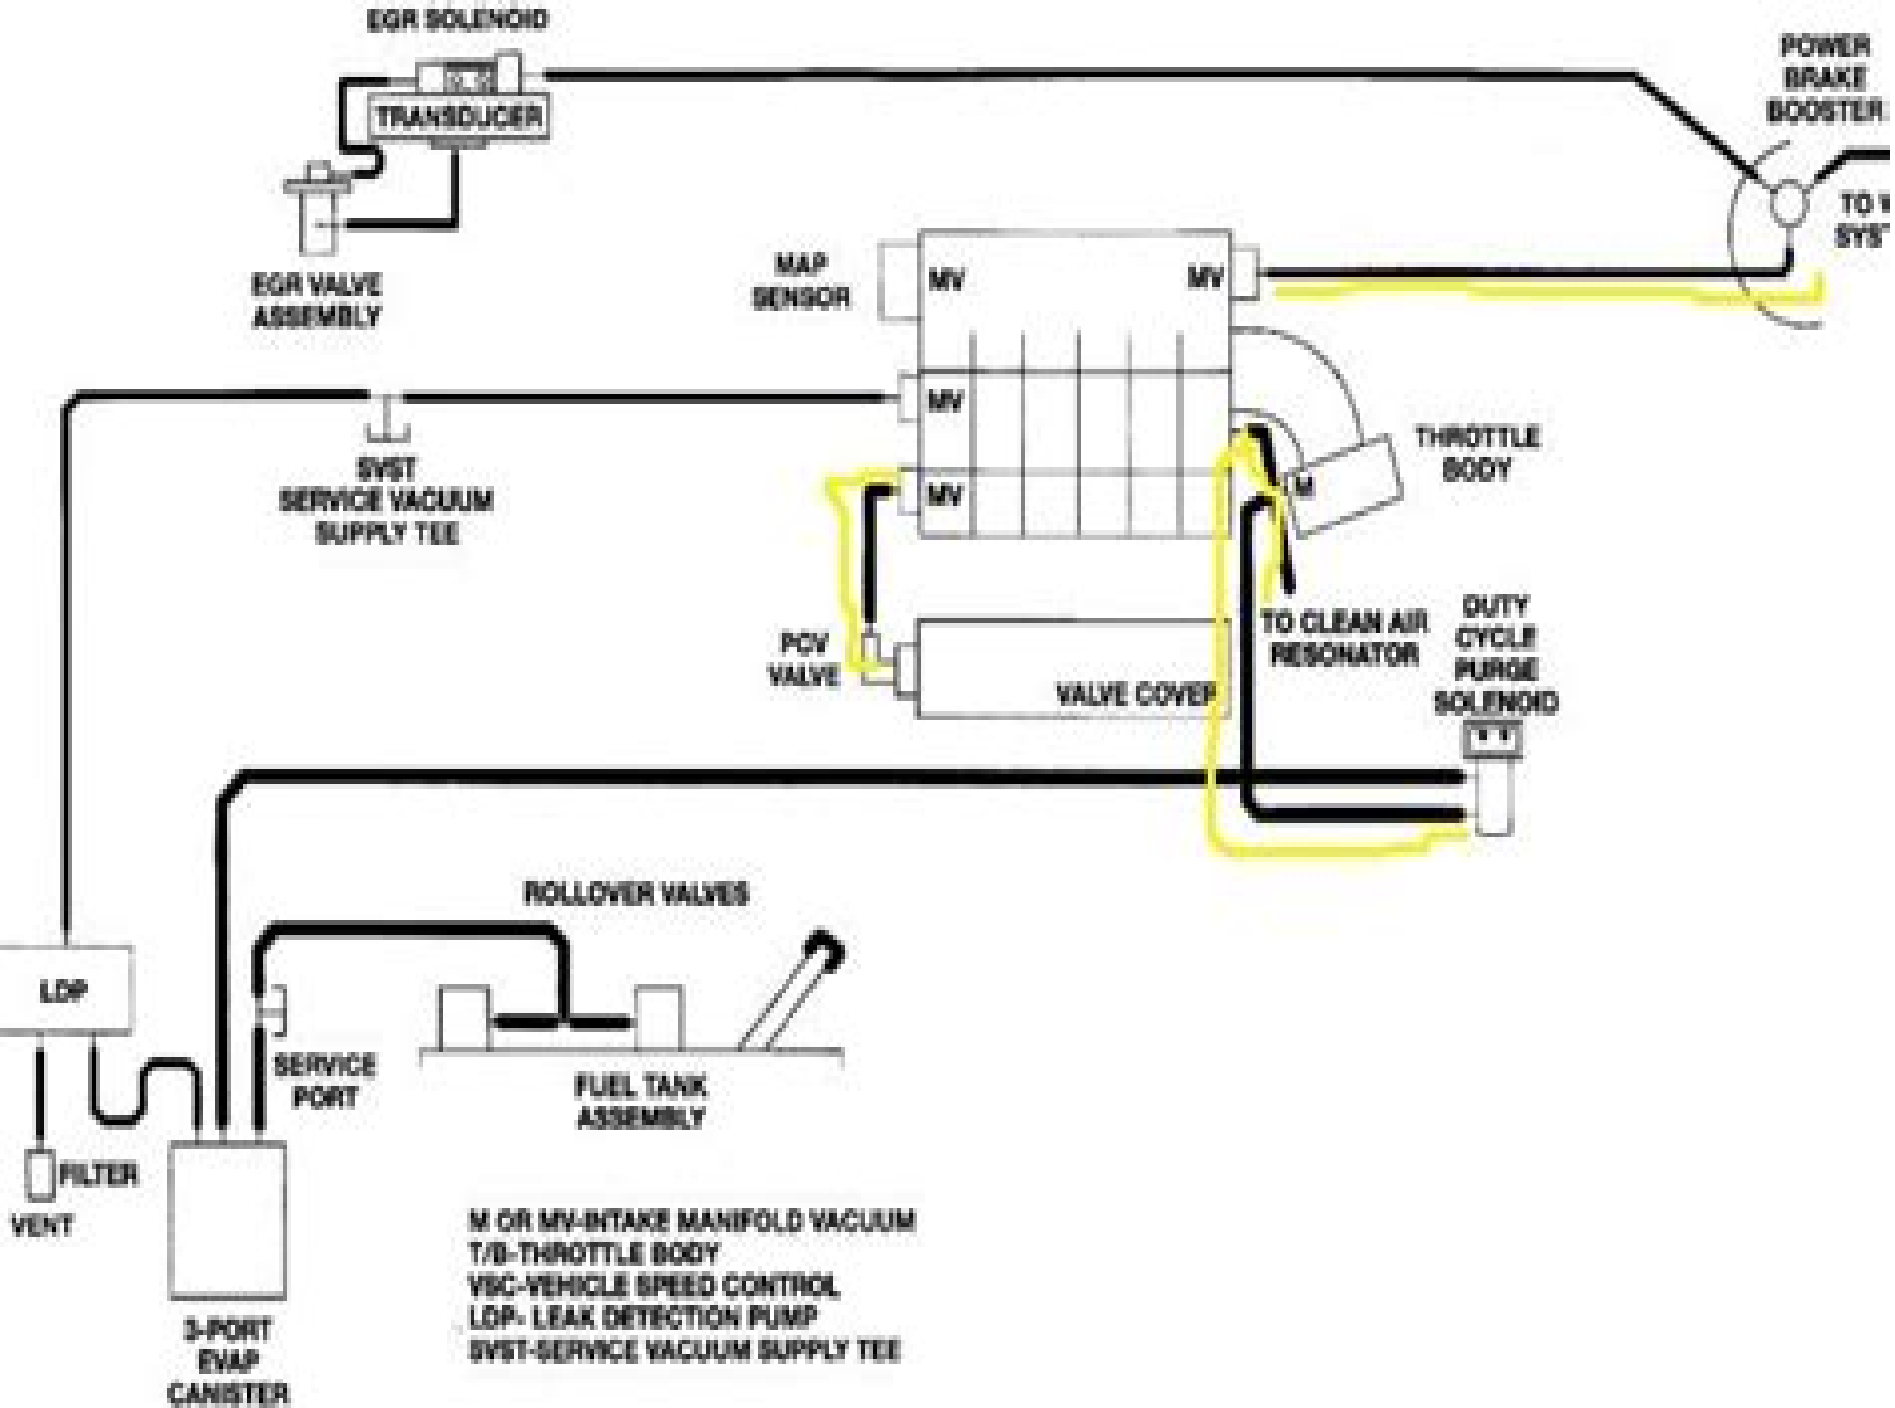 EGR SOLENOID
TRANSDUCER
EGR VALVE
ASSEMBLY
POWER
BRAKE
BOOSTER
TO
SYST
MAP
SENSOR
MV
MV
MV
MV
THROTTLE
BODY
M
SVST
SERVICE VACUUM
SUPPLY TEE
PCV
VALVE
VALVE COVER
TO CLEAN AIR
RESONATOR
DUTY
CYCLE
PURGE
SOLENOID
ROLLOVER VALVES
LDP
SERVICE
PORT
FUEL TANK
ASSEMBLY
FILTER
VENT
3-PORT
EVAP
CANISTER
M OR MV-INTAKE MANIFOLD VACUUM
T/B-THROTTLE BODY
VSC-VEHICLE SPEED CONTROL
LDP- LEAK DETECTION PUMP
SVST-SERVICE VACUUM SUPPLY TEE